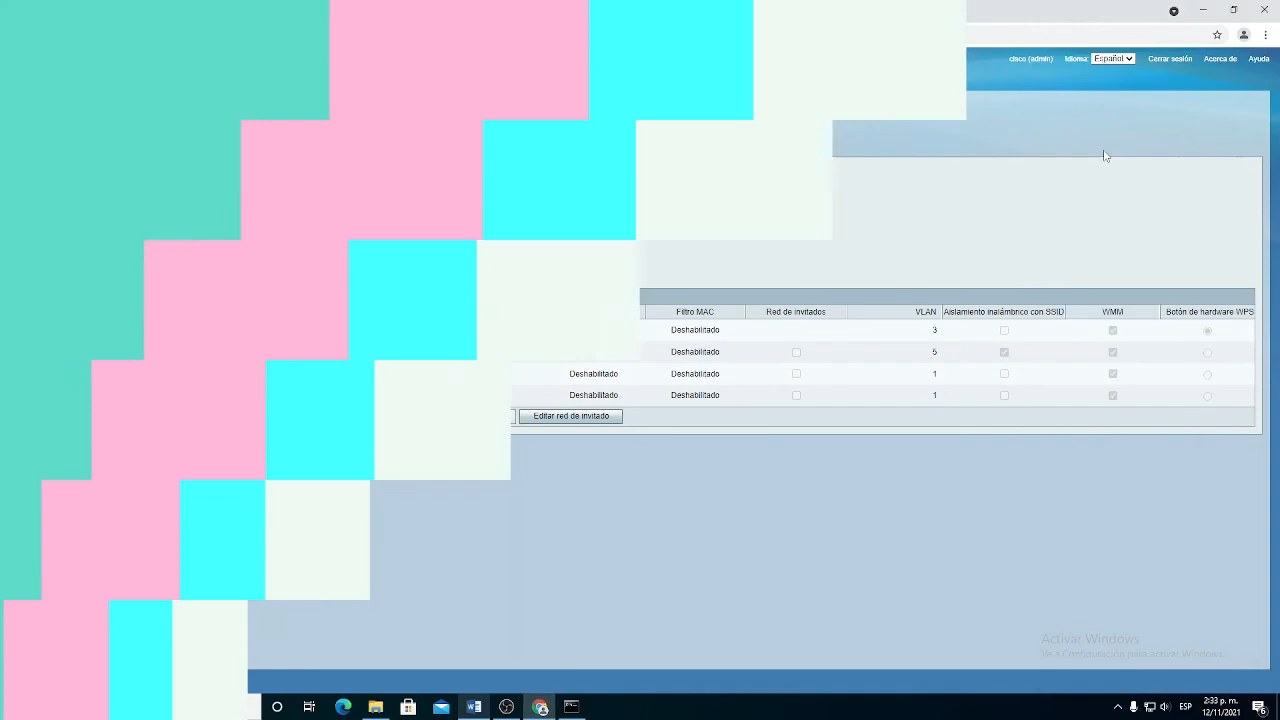 cisco (admin) Idioma: Español Cerrar sesión Acerca de Ayuda
Filtro MAC Red de invitados VLAN Aislamiento inalámbrico con SSID WMM Botón de hardware WPS
Deshabilitado 3
Deshabilitado 5
Deshabilitado Deshabilitado 1
Deshabilitado Deshabilitado 1
Editar red de invitado
Activar Windows
Ve a Configuración para activar Windows.
ESP 2:33 p. m.
12/11/2021